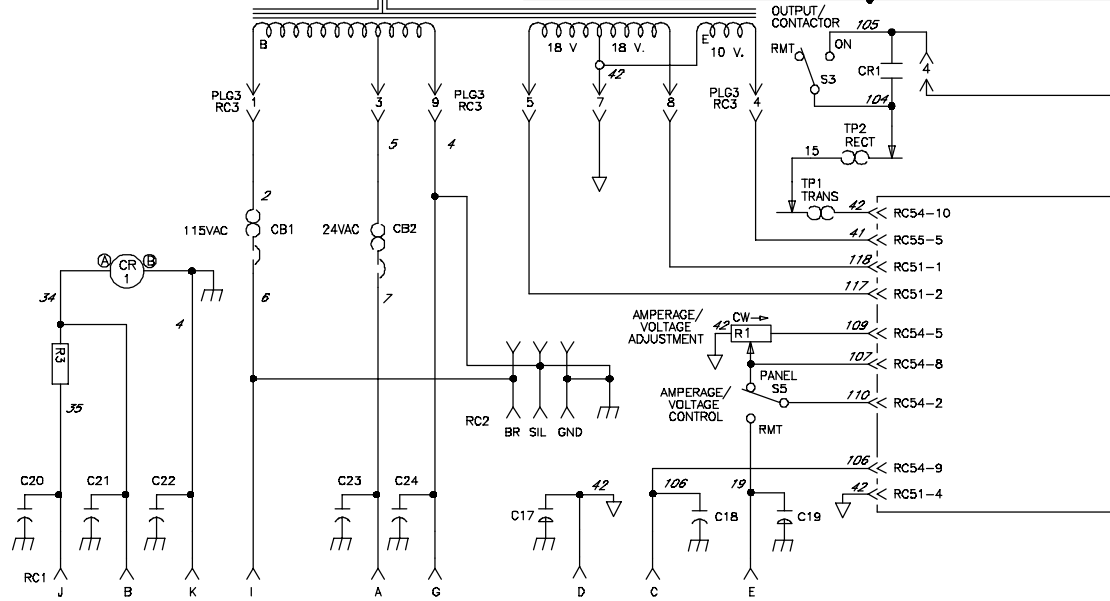 OUTPUT/
CONTACTOR
105
RMT
ON
S3
CR1
4
104
B
18 V
18 V.
E
10 V.
42
PLG3
RC3
1
3
9
PLG3
RC3
5
7
8
PLG3
RC3
4
5
4
TP2
RECT
15
TP1
TRANS
42
RC54-10
2
115VAC
CB1
24VAC
CB2
41
RC55-5
118
RC51-1
117
RC51-2
A
CR
1
B
34
4
6
7
R3
35
AMPERAGE/
VOLTAGE
ADJUSTMENT
42
CW
R1
109
RC54-5
107
RC54-8
PANEL
S5
AMPERAGE/
VOLTAGE
CONTROL
110
RC54-2
RMT
RC2
BR
SIL
GND
106
RC54-9
42
RC51-4
C20
C21
C22
C23
C24
C17
42
106
C18
19
C19
RC1
J
B
K
I
A
G
D
C
E